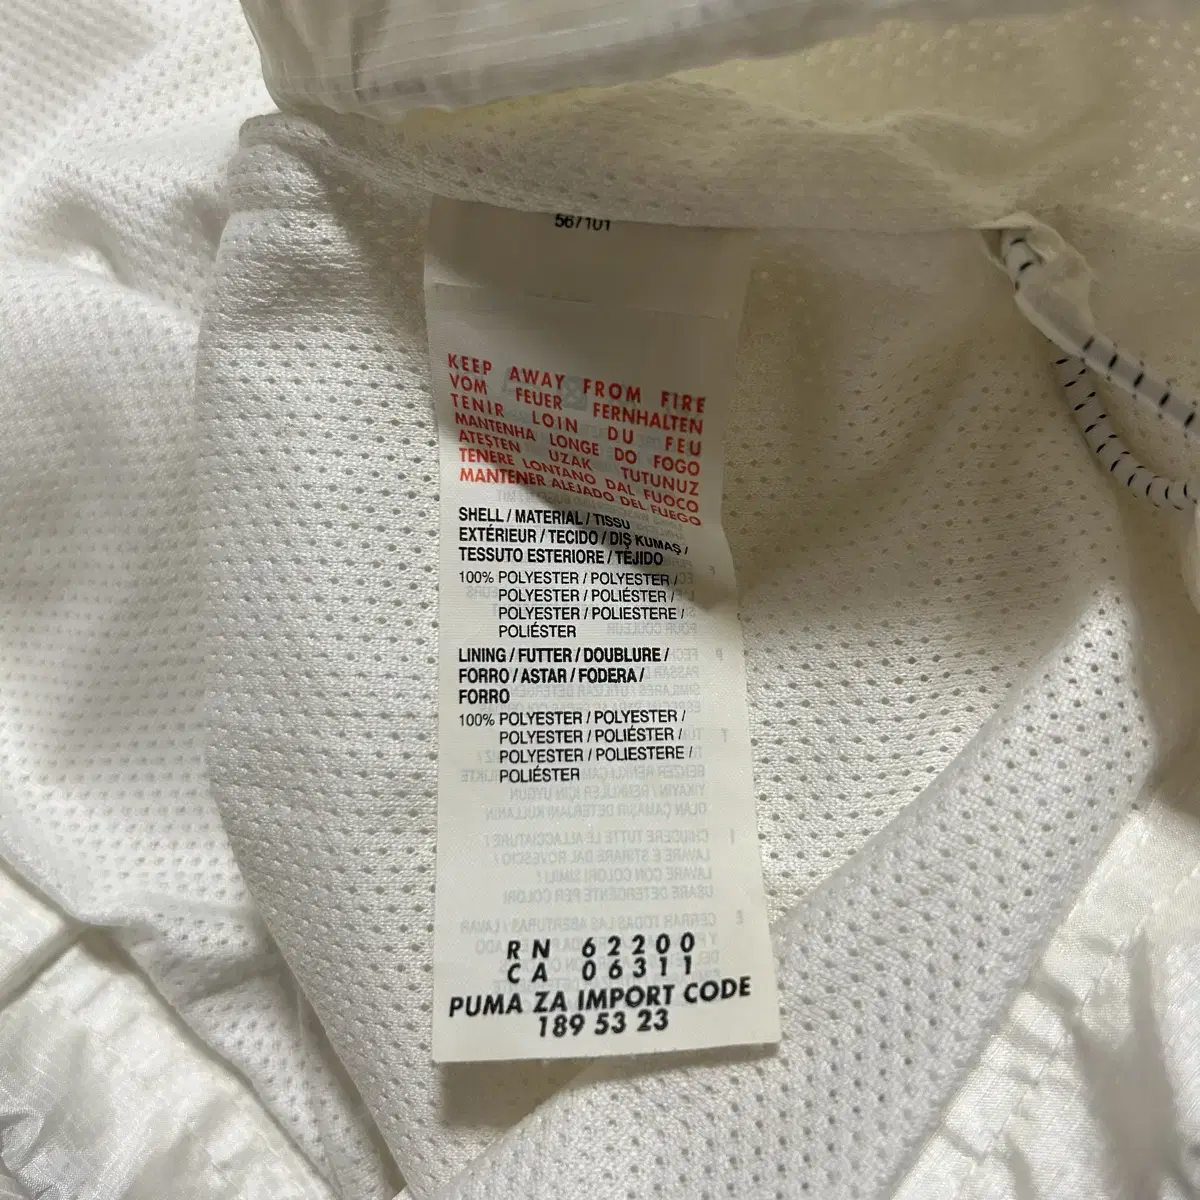 567101
KEEP AWAY FROM FIRE
VOM FEUER FERNHALTEN
TENIR LOIN DU FEU
MANTENHA LONGE DO FOGO
ATEŞTEN UZAK TUTUNUZ
TENERE LONTANO DAL FUOCO
MANTENER ALEJADO DEL FUEGO
SHELL / MATERIAL / TISSU
EXTÉRIEUR / TECIDO / DIŞ KUMAŞ /
TESSUTO ESTERIORE / TEJIDO
100% POLYESTER / POLYESTER /
POLYESTER / POLIÉSTER /
POLYESTER / POLIESTERE /
POLIÉSTER
LINING / FUTTER / DOUBLURE /
FORRO / ASTAR / FODERA /
FORRO
100% POLYESTER / POLYESTER /
POLYESTER / POLIÉSTER /
POLYESTER / POLIESTERE /
POLIÉSTER
RN 62200
CA 06311
PUMA ZA IMPORT CODE
189 53 23